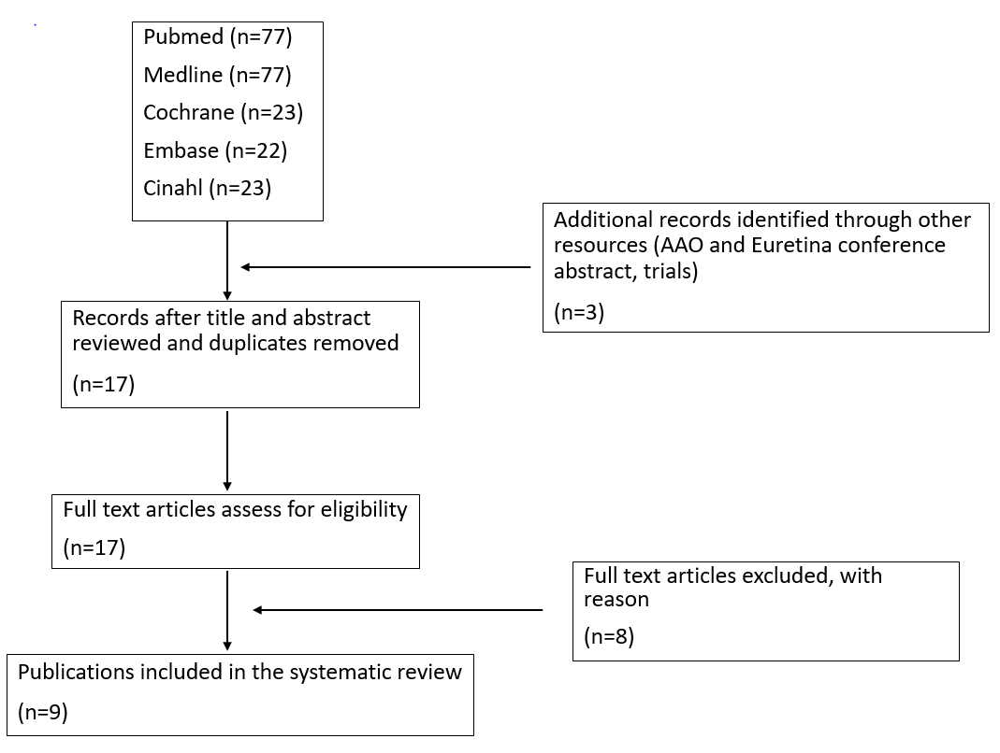 Pubmed (n=77)
Medline (n=77)
Cochrane (n=23)
Embase (n=22)
Cinahl (n=23)
Additional records identified through other
resources (AAO and Euretina conference
abstract, trials)
(n=3)
Records after title and abstract
reviewed and duplicates removed
(n=17)
Full text articles assess for eligibility
(n=17)
Full text articles excluded, with
reason
(n=8)
Publications included in the systematic review
(n=9)